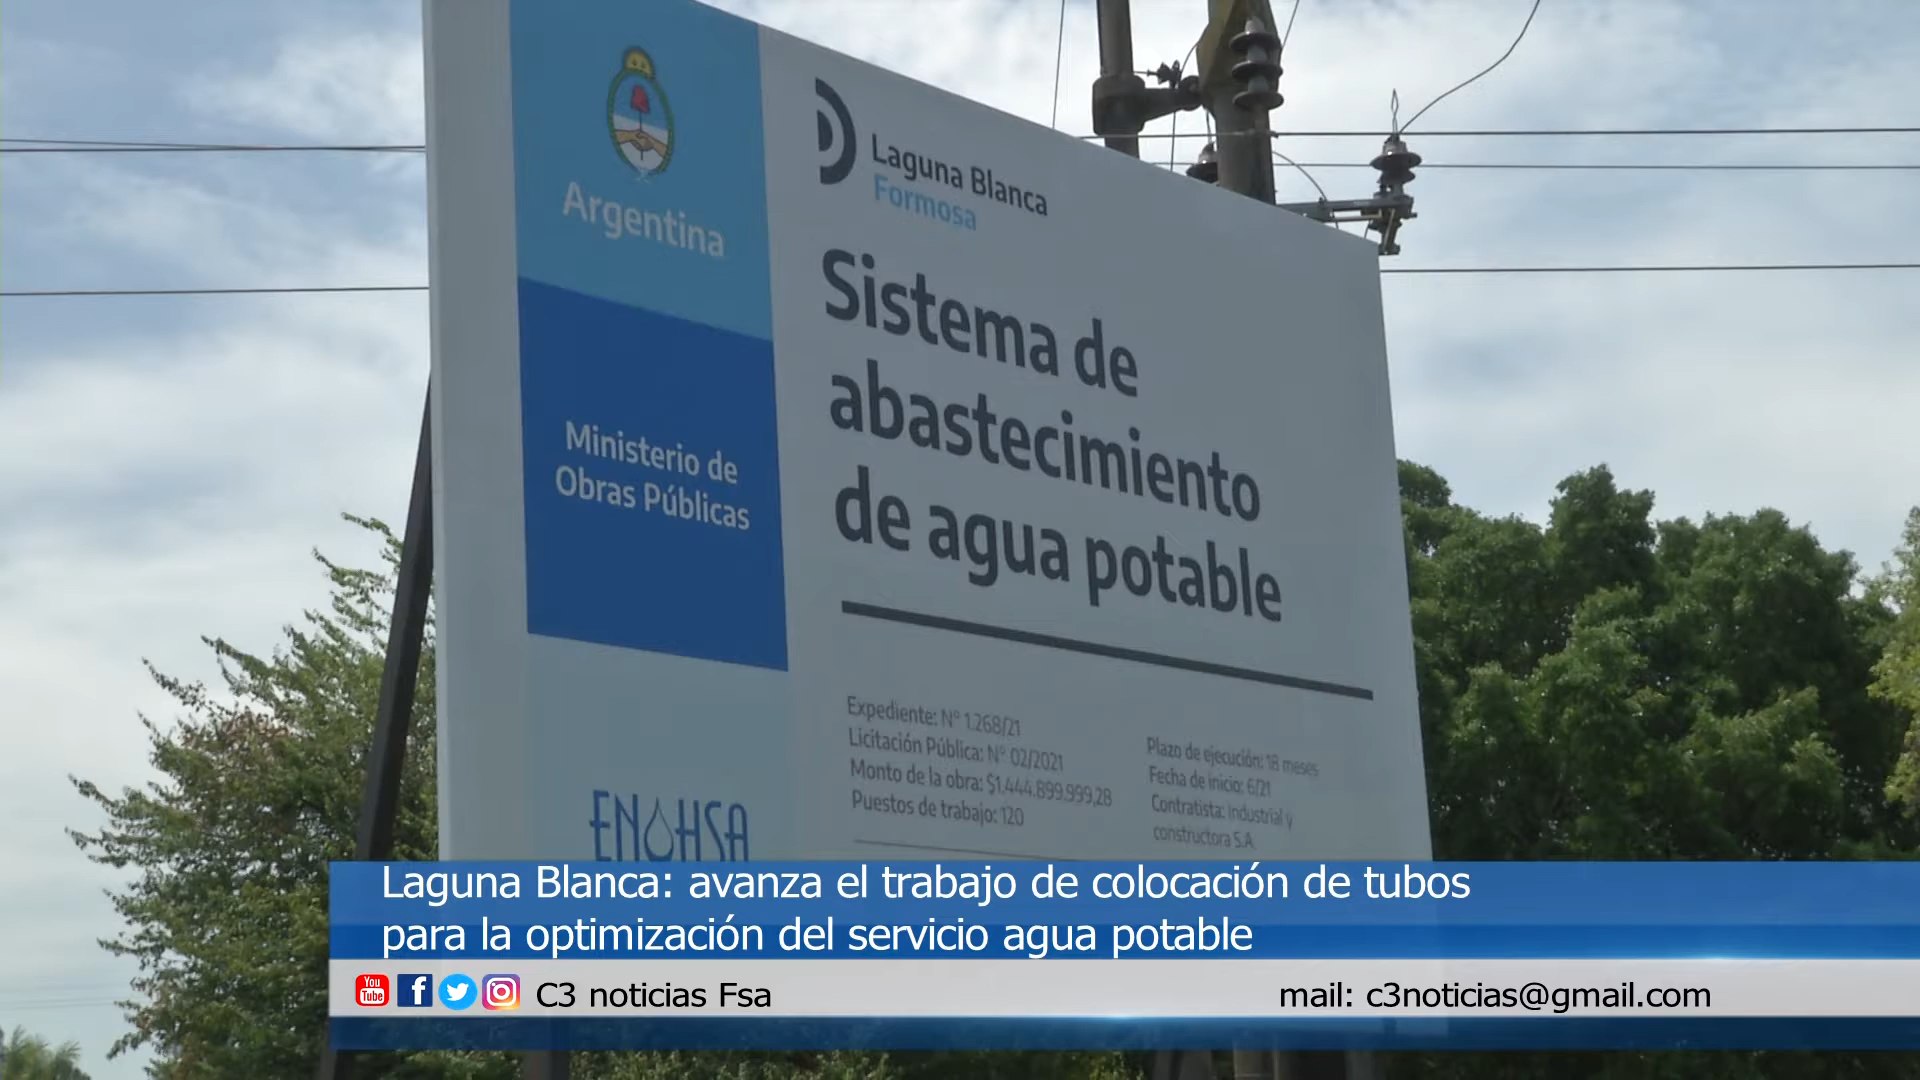 Argentina
Ministerio de
Obras Públicas
ENOHSA
Laguna Blanca
Formosa
Sistema de
abastecimiento
de agua potable
Expediente: Nº 1.268/21
Licitación Pública: Nº 02/2021
Monto de la obra: $1.444.899.999,28
Puestos de trabajo: 120
Plazo de ejecución: 18 meses
Fecha de inicio: 6/21
Contratista: Industrial y
constructora S.A.
Laguna Blanca: avanza el trabajo de colocación de tubos
para la optimización del servicio agua potable
You
Tube
C3 noticias Fsa
mail: c3noticias@gmail.com